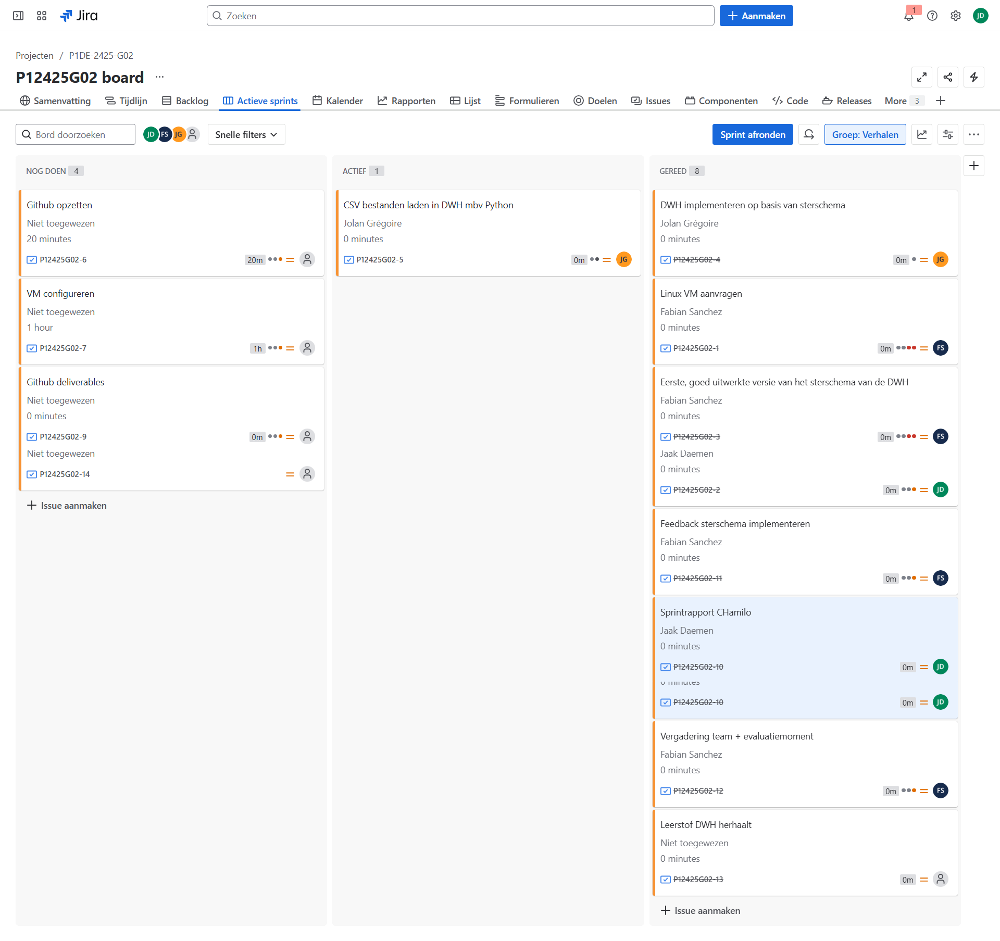 Jira
Zoeken
Aanmaken
1
JD
Projecten / P1DE-2425-G02
P12425G02 board
Samenvatting Tijdlijn Backlog Actieve sprints Kalender Rapporten Lijst Formulieren Doelen Issues Componenten Code Releases More 3
Bord doorzoeken
JD FS JG
Snelle filters
Sprint afronden
Groep: Verhalen
NOG DOEN 4
Github opzetten
Niet toegewezen
20 minutes
P12425G02-6 20m
VM configureren
Niet toegewezen
1 hour
P12425G02-7 1h
Github deliverables
Niet toegewezen
0 minutes
P12425G02-9 0m
Niet toegewezen
P12425G02-14
Issue aanmaken
ACTIEF 1
CSV bestanden laden in DWH mbv Python
Jolan Grégoire
0 minutes
P12425G02-5 0m JG
GEREED 8
DWH implementeren op basis van sterschema
Jolan Grégoire
0 minutes
P12425G02-4 0m JG
Linux VM aanvragen
Fabian Sanchez
0 minutes
P12425G02-1 0m FS
Eerste, goed uitwerkte versie van het sterschema van de DWH
Fabian Sanchez
0 minutes
P12425G02-3 0m FS
Jaak Daemen
0 minutes
P12425G02-2 0m JD
Feedback sterschema implementeren
Fabian Sanchez
0 minutes
P12425G02-11 0m FS
Sprintrapport CHamilo
Jaak Daemen
0 minutes
P12425G02-10 0m JD
0 minutes
P12425G02-10 0m JD
Vergadering team + evaluatiemoment
Fabian Sanchez
0 minutes
P12425G02-12 0m FS
Leerstof DWH herhaalt
Niet toegewezen
0 minutes
P12425G02-13 0m
Issue aanmaken